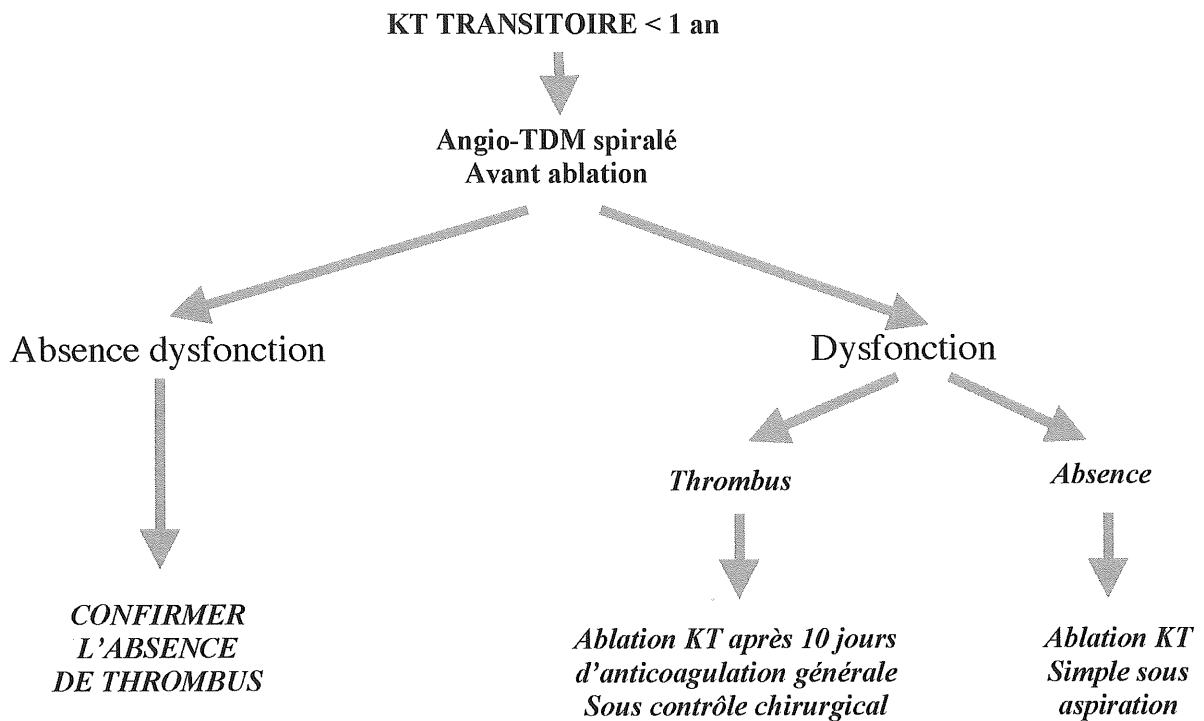 KT TRANSITOIRE < 1 an
Angio-TDM spiralé
Avant ablation
Absence dysfonction
Dysfonction
Thrombus
Absence
CONFIRMER
L'ABSENCE
DE THROMBUS
Ablation KT après 10 jours
d'anticoagulation générale
Sous contrôle chirurgical
Ablation KT
Simple sous
aspiration